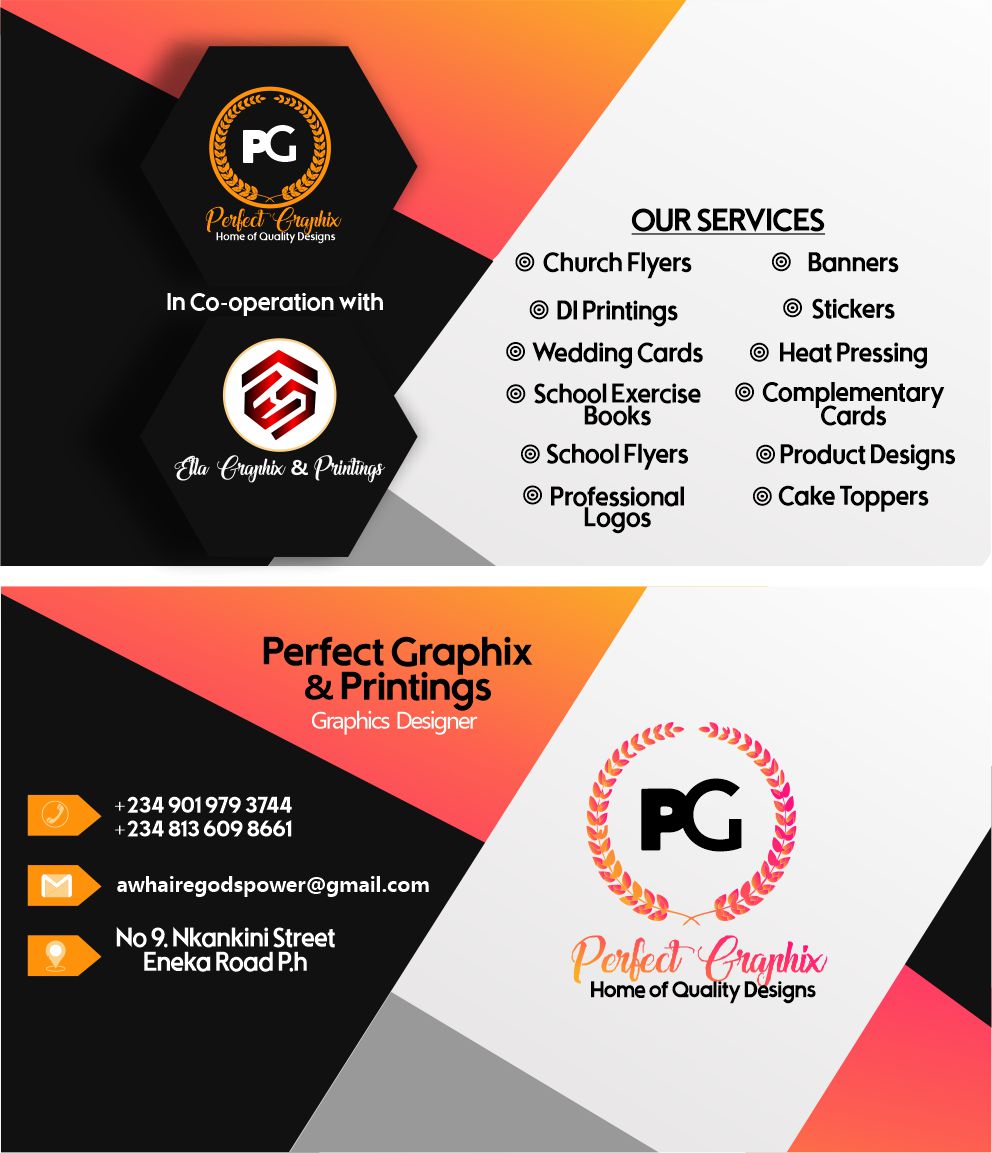 PG
Perfect Graphix
Home of Quality Designs
In Co-operation with
Ella Graphix & Printings
OUR SERVICES
Church Flyers
DI Printings
Wedding Cards
School Exercise
Books
School Flyers
Professional
Logos
Banners
Stickers
Heat Pressing
Complementary
Cards
Product Designs
Cake Toppers
Perfect Graphix
& Printings
Graphics Designer
+234 901 979 3744
+234 813 609 8661
awhairegodspower@gmail.com
No 9, Nkankini Street
Eneka Road P.h
PG
Perfect Graphix
Home of Quality Designs